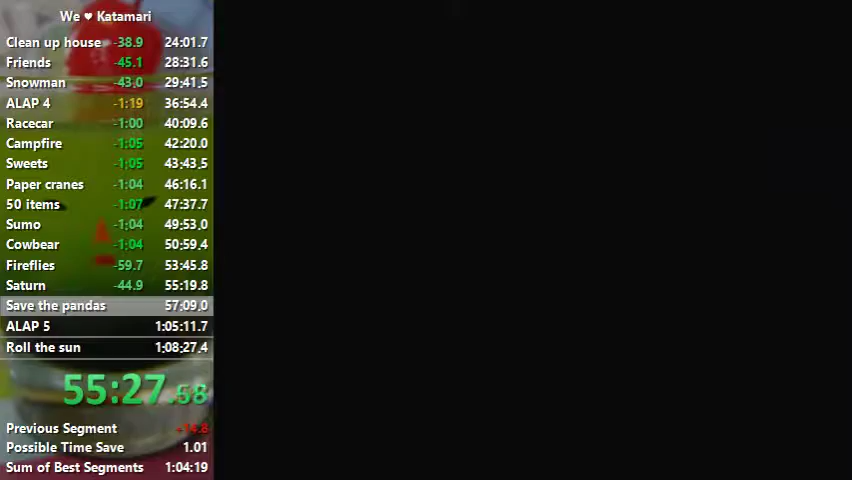 We ♥ Katamari
Clean up house -38.9 24:01.7
Friends -45.1 28:31.6
Snowman -43.0 29:41.5
ALAP 4 -1:19 36:54.4
Racecar -1:00 40:09.6
Campfire -1:05 42:20.0
Sweets -1:05 43:43.5
Paper cranes -1:04 46:16.1
50 items -1:07 47:37.7
Sumo -1:04 49:53.0
Cowbear -1:04 50:59.4
Fireflies -59.7 53:45.8
Saturn -44.9 55:19.8
Save the pandas 57:09.0
ALAP 5 1:05:11.7
Roll the sun 1:08:27.4
55:27.58
Previous Segment +14.8
Possible Time Save 1.01
Sum of Best Segments 1:04:19